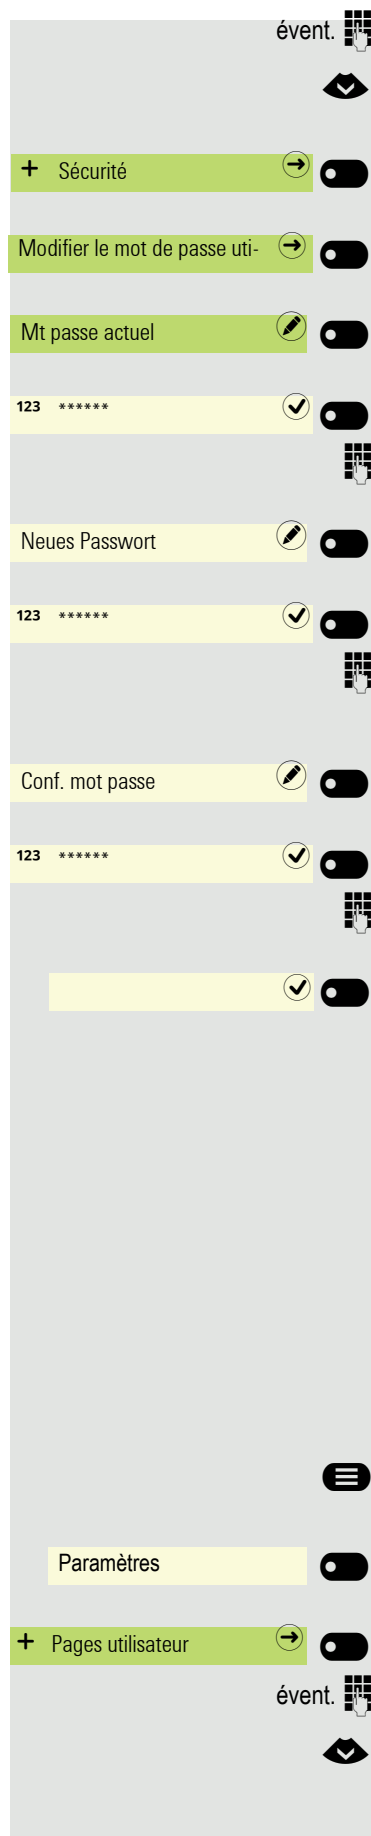 évent.
+ Sécurité
Modifier le mot de passe uti-
Mt passe actuel
123 ******
Neues Passwort
123 ******
Conf. mot passe
123 ******
Paramètres
+ Pages utilisateur
évent.